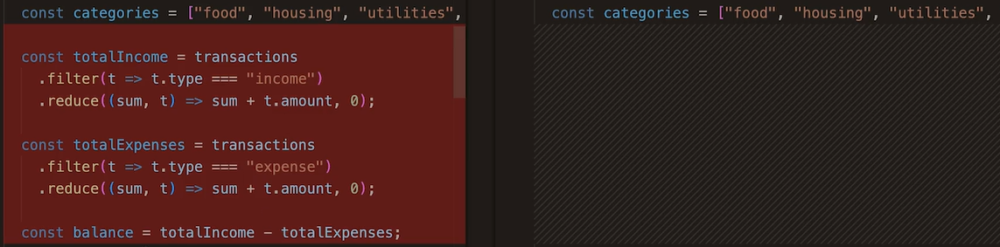 const categories = ["food", "housing", "utilities",
const totalIncome = transactions
.filter(t => t.type === "income")
.reduce((sum, t) => sum + t.amount, 0);
const totalExpenses = transactions
.filter(t => t.type === "expense")
.reduce((sum, t) => sum + t.amount, 0);
const balance = totalIncome - totalExpenses;
const categories = ["food", "housing", "utilities",